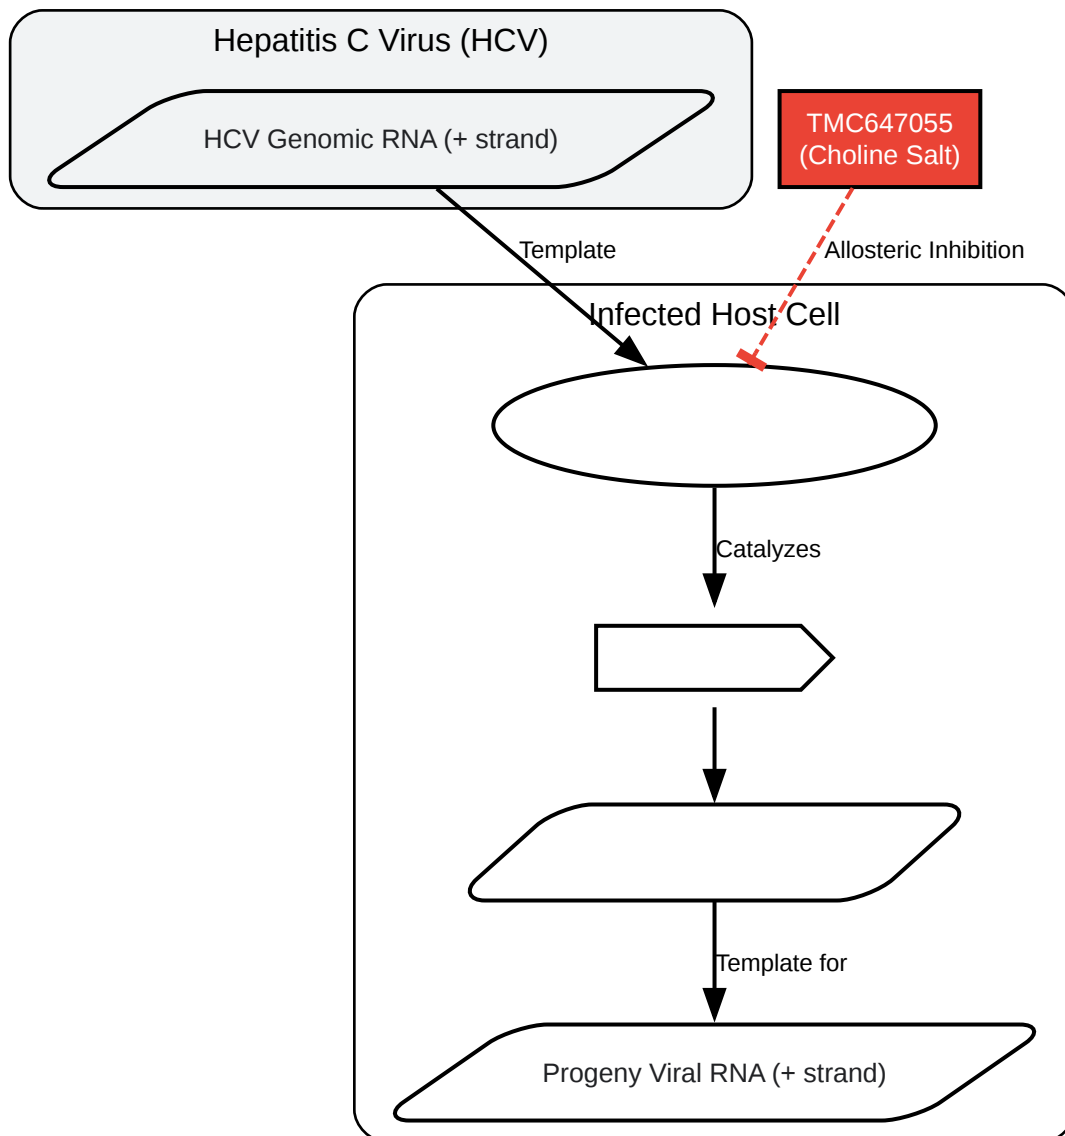 Hepatitis C Virus (HCV)
HCV Genomic RNA (+ strand)
TMC647055
(Choline Salt)
Template
Allosteric Inhibition
Infected Host Cell
Catalyzes
Template for
Progeny Viral RNA (+ strand)